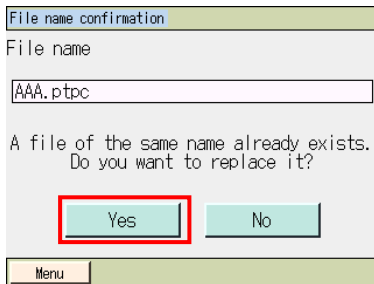 File name confirmation
File name
AAA.ptpc
A file of the same name already exists.
Do you want to replace it?
Yes No
Menu